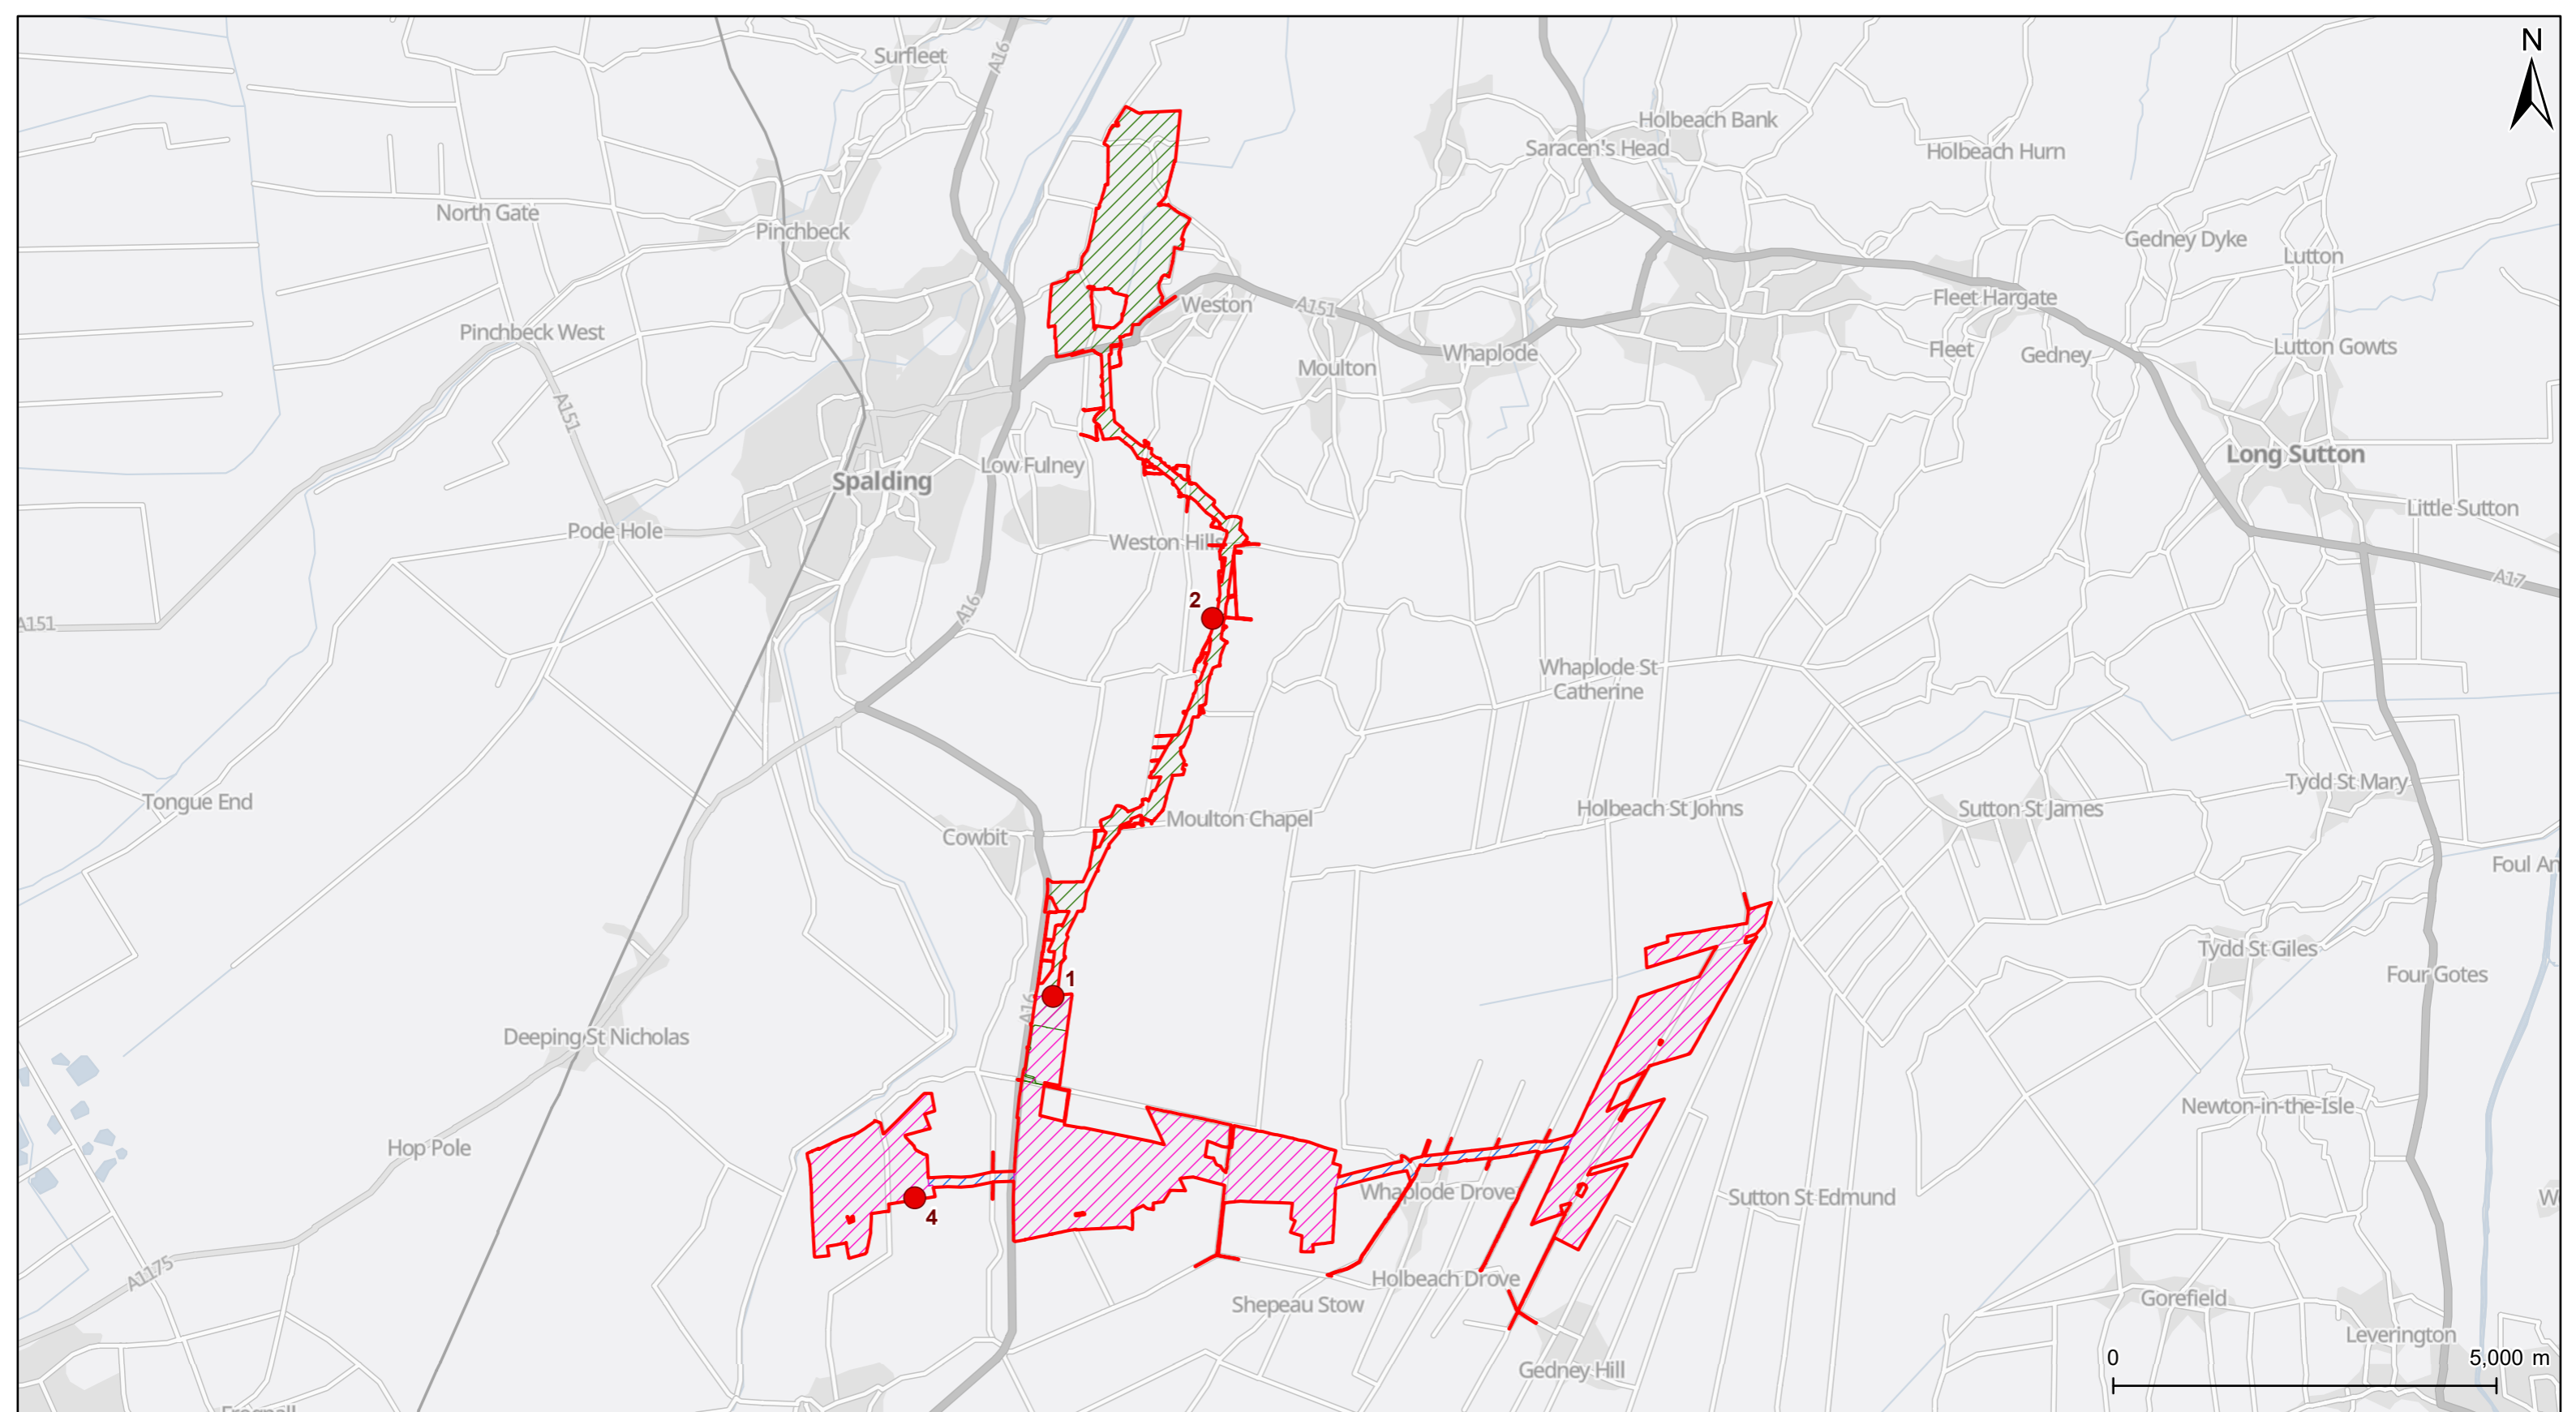 N
Surfleet
A16
Holbeach Bank
Saracen's Head
Holbeach Hurn
North Gate
Pinchbeck
Gedney Dyke
Lutton
Weston
A151
Fleet Hargate
Pinchbeck West
Whaplode
Moulton
Fleet
Gedney
Lutton Gowts
A151
Low Fulney
Spalding
Long Sutton
Little Sutton
Pode Hole
Weston Hills
A17
A16
2
A151
Whaplode St
Catherine
Tongue End
Moulton Chapel
Holbeach St Johns
Sutton St James
Tydd St Mary
Cowbit
Foul An
Tydd St Giles
Four Gotes
1
A16
Deeping St Nicholas
Newton-in-the-Isle
Hop Pole
Whaplode Drove
Sutton St Edmund
4
A1175
Holbeach Drove
Shepeau Stow
Gorefield
Leverington
Gedney Hill
0
5,000 m